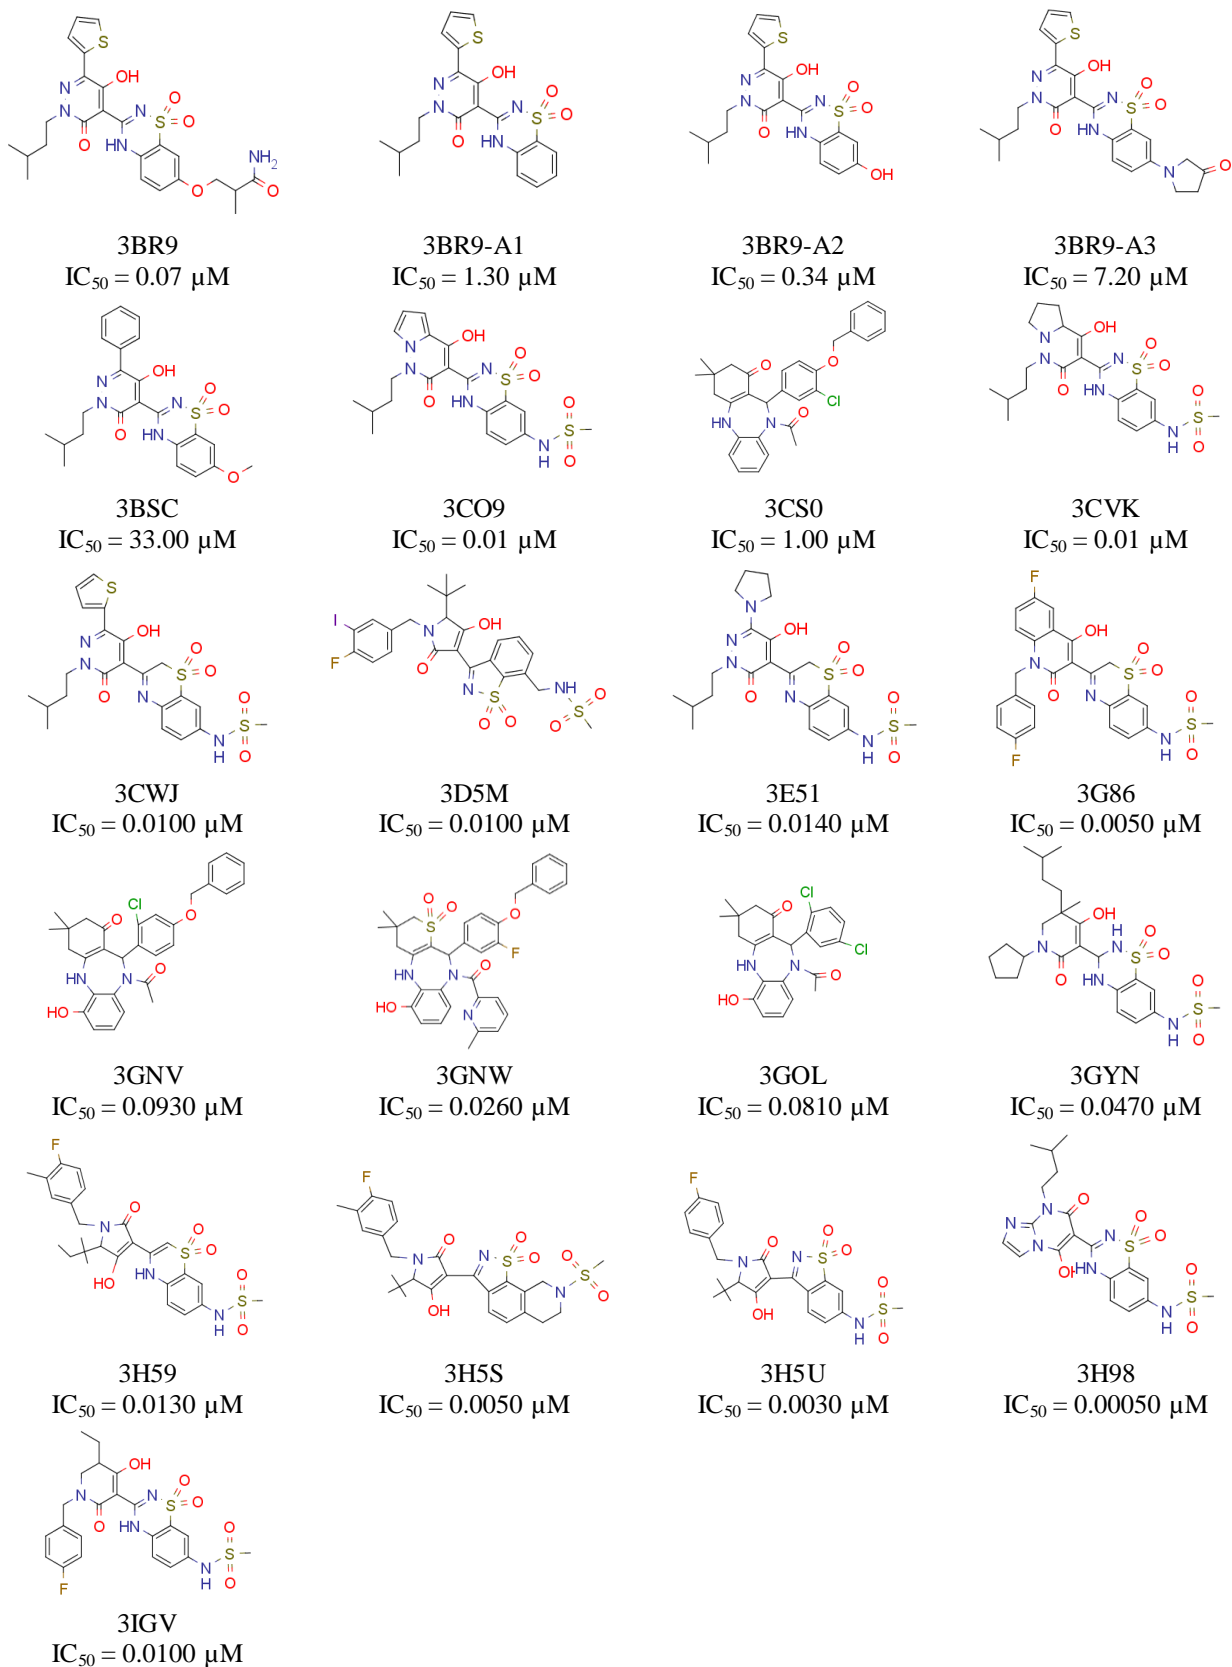 3BR9
IC50 = 0.07 µM
3BR9-A1
IC50 = 1.30 µM
3BR9-A2
IC50 = 0.34 µM
3BR9-A3
IC50 = 7.20 µM
3BSC
IC50 = 33.00 µM
3CO9
IC50 = 0.01 µM
3CS0
IC50 = 1.00 µM
3CVK
IC50 = 0.01 µM
3CWJ
IC50 = 0.0100 µM
3D5M
IC50 = 0.0100 µM
3E51
IC50 = 0.0140 µM
3G86
IC50 = 0.0050 µM
3GNV
IC50 = 0.0930 µM
3GNW
IC50 = 0.0260 µM
3GOL
IC50 = 0.0810 µM
3GYN
IC50 = 0.0470 µM
3H59
IC50 = 0.0130 µM
3H5S
IC50 = 0.0050 µM
3H5U
IC50 = 0.0030 µM
3H98
IC50 = 0.00050 µM
3IGV
IC50 = 0.0100 µM